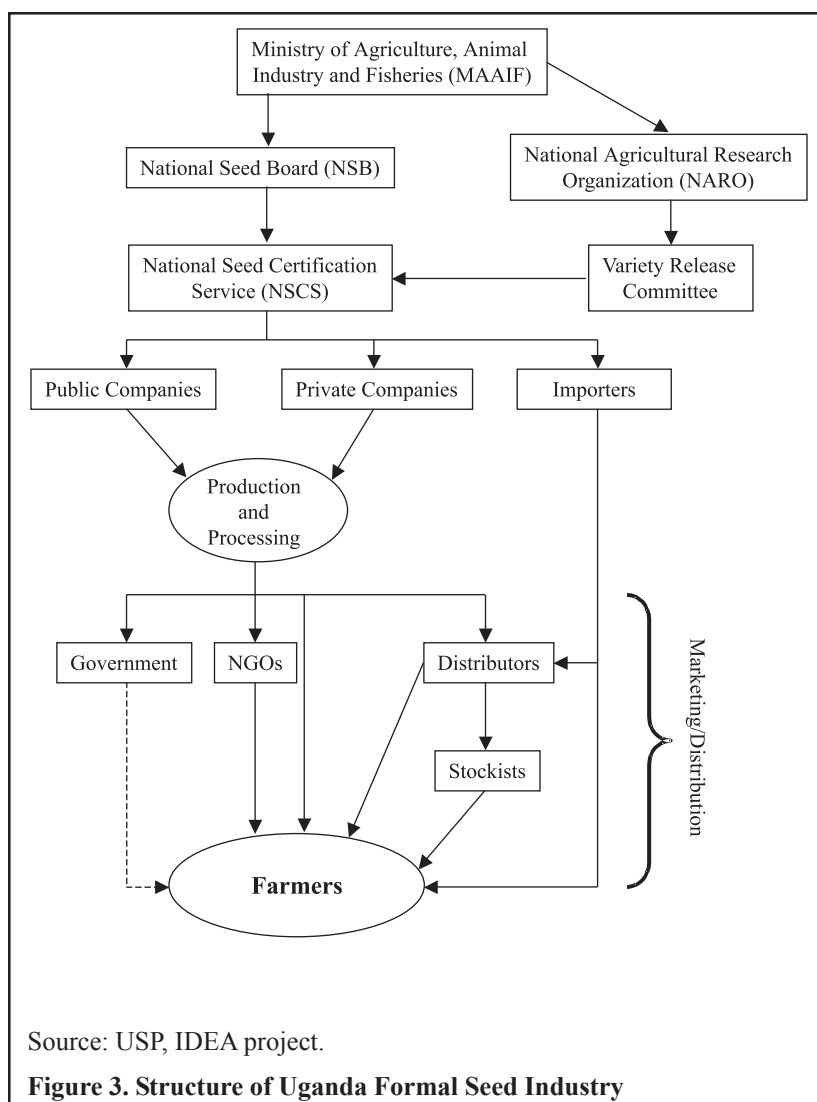 Ministry of Agriculture, Animal
Industry and Fisheries (MAAIF)
National Seed Board (NSB)
National Agricultural Research
Organization (NARO)
National Seed Certification
Service (NSCS)
Variety Release
Committee
Public Companies
Private Companies
Importers
Production
and
Processing
Government
NGOs
Distributors
Marketing/Distribution
Stockists
Farmers
Source: USP, IDEA project.
Figure 3. Structure of Uganda Formal Seed Industry